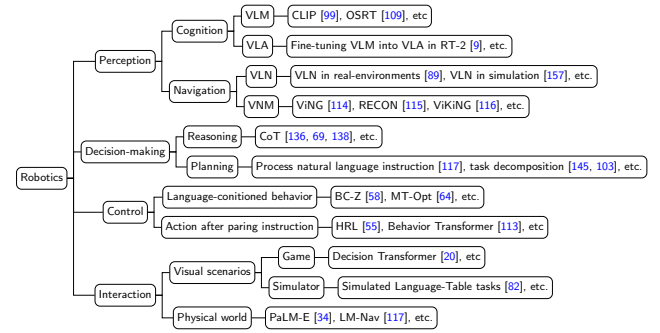 VLM
CLIP [99], OSRT [109], etc
Cognition
VLA
Fine-tuning VLM into VLA in RT-2 [9], etc.
Perception
VLN
VLN in real-environments [89], VLN in simulation [157], etc.
Navigation
VNM
ViNG [114], RECON [115], ViKiNG [116], etc.
Reasoning
CoT [136, 69, 138], etc.
Decision-making
Planning
Process natural language instruction [117], task decomposition [145, 103], etc.
Robotics
Language-conitioned behavior
BC-Z [58], MT-Opt [64], etc.
Control
Action after paring instruction
HRL [55], Behavior Transformer [113], etc
Game
Decision Transformer [20], etc
Visual scenarios
Simulator
Simulated Language-Table tasks [82], etc
Interaction
Physical world
PaLM-E [34], LM-Nav [117], etc.